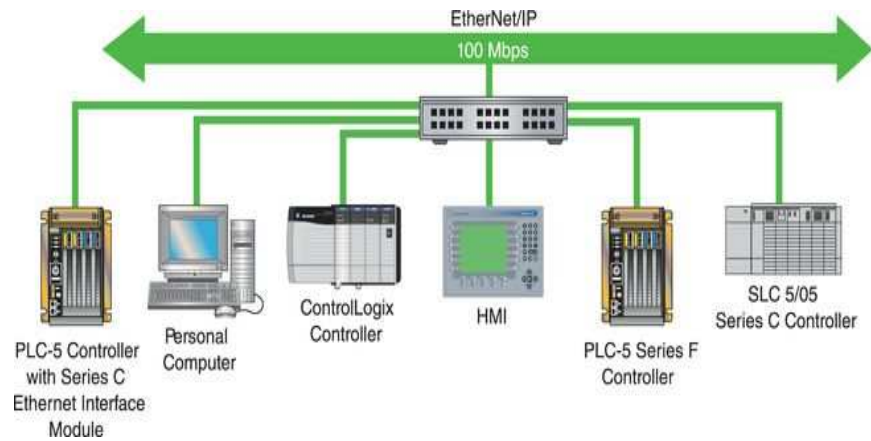 EtherNet/IP
100 Mbps
PLC-5 Controller
with Series C
Ethernet Interface
Module
Personal
Computer
ControlLogix
Controller
HMI
PLC-5 Series F
Controller
SLC 5/05
Series C Controller